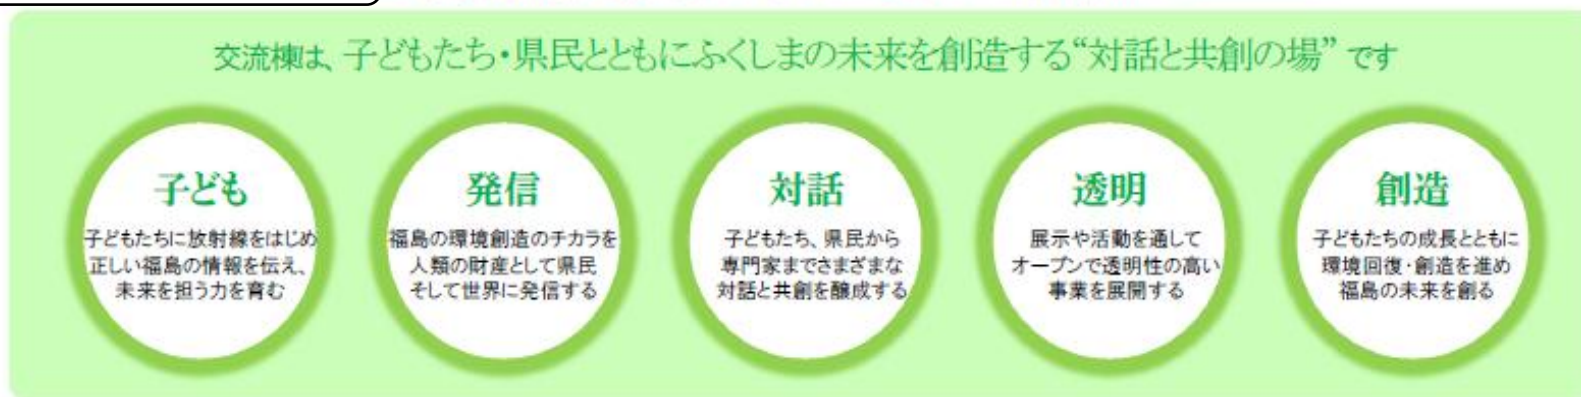 交流棟は、子どもたち・県民とともにふくしまの未来を創造する“対話と共創の場”です
子ども
子どもたちに放射線をはじめ
正しい福島の情報を伝え、
未来を担う力を育む
発信
福島の環境創造のチカラを
人類の財産として県民
そして世界に発信する
対話
子どもたち、県民から
専門家までさまざまな
対話と共創を醸成する
透明
展示や活動を通して
オープンで透明性の高い
事業を展開する
創造
子どもたちの成長とともに
環境回復・創造を進め
福島の未来を創る